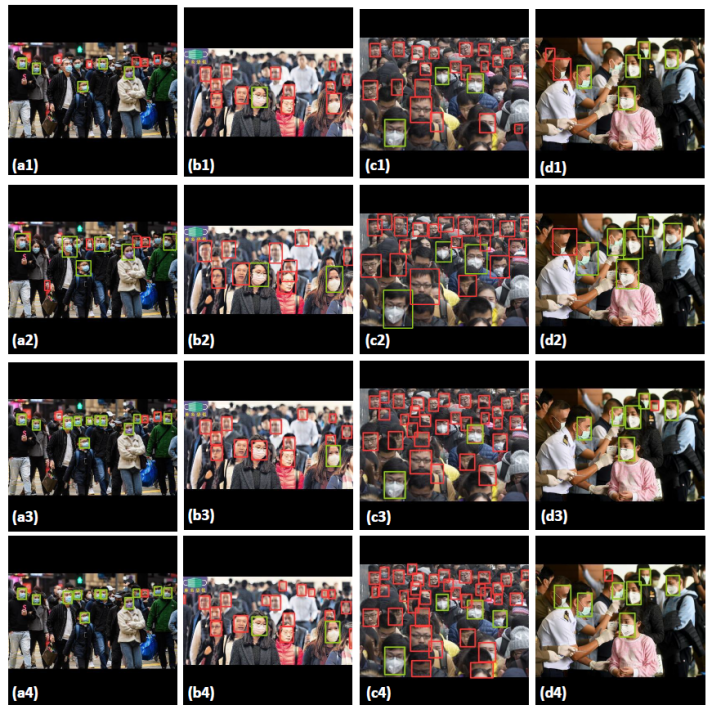 (a1)
(b1)
(c1)
(d1)
(a2)
(b2)
(c2)
(d2)
(a3)
(b3)
(c3)
(d3)
(a4)
(b4)
(c4)
(d4)